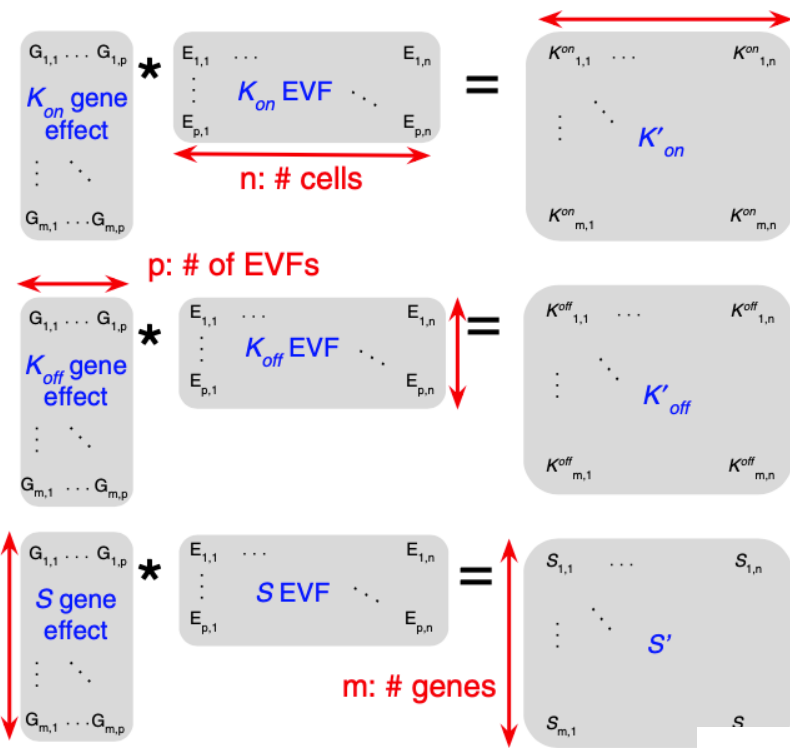 G1,1 . . . G1,p * E1,1 . . . E1,n = Kon1,1 . . . Kon1,n
Kon gene effect
Kon EVF
K′on
Ep,1 Ep,n
n: # cells
Gm,1 . . . Gm,p Konm,1 Konm,n
p: # of EVFs
G1,1 . . . G1,p * E1,1 . . . E1,n = Koff1,1 . . . Koff1,n
Koff gene effect
Koff EVF
K′off
Ep,1 Ep,n
Gm,1 . . . Gm,p Koffm,1 Koffm,n
G1,1 . . . G1,p * E1,1 . . . E1,n = S1,1 . . . S1,n
S gene effect
S EVF
S'
Ep,1 Ep,n
m: # genes
Gm,1 . . . Gm,p Sm,1